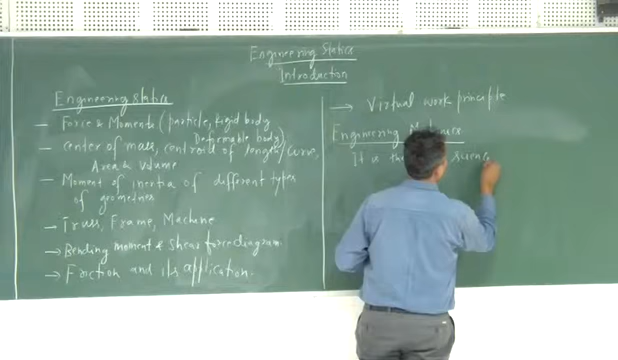 Engineering Statics
Introduction
Engineering statics
- Force & Moments (particle, Rigid body
Deformable body)
- center of mass, centroid of length/curve,
Area & volume
- Moment of inertia of different types
of geometries
- Truss, Frame, Machine
→ Bending moment & Shear force diagram
→ Friction and its application.
→ Virtual work principle
Engineering
It is the scienc